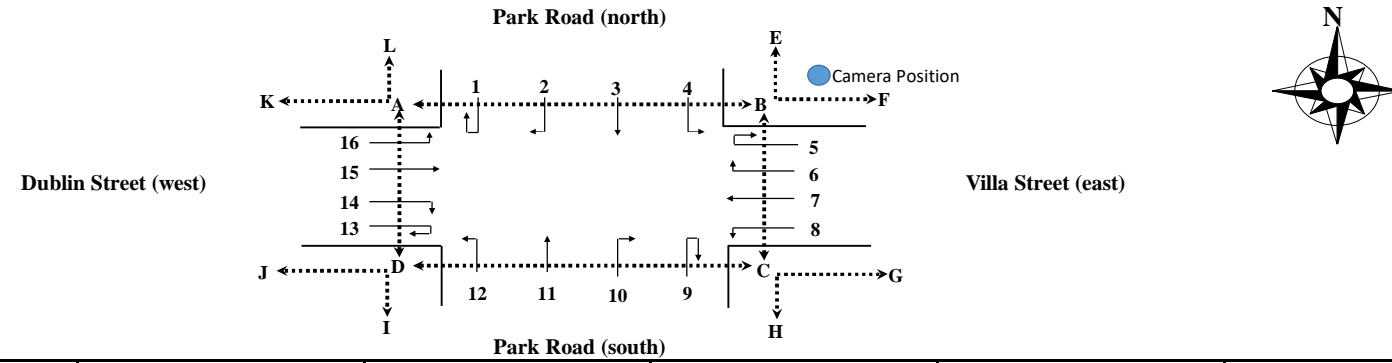 Park Road (north)
N
L
E
Camera Position
1 2 3 4
K A B F
16 5
15 6
Dublin Street (west) Villa Street (east)
14 7
13 8
J D C G
12 11 10 9
I H
Park Road (south)